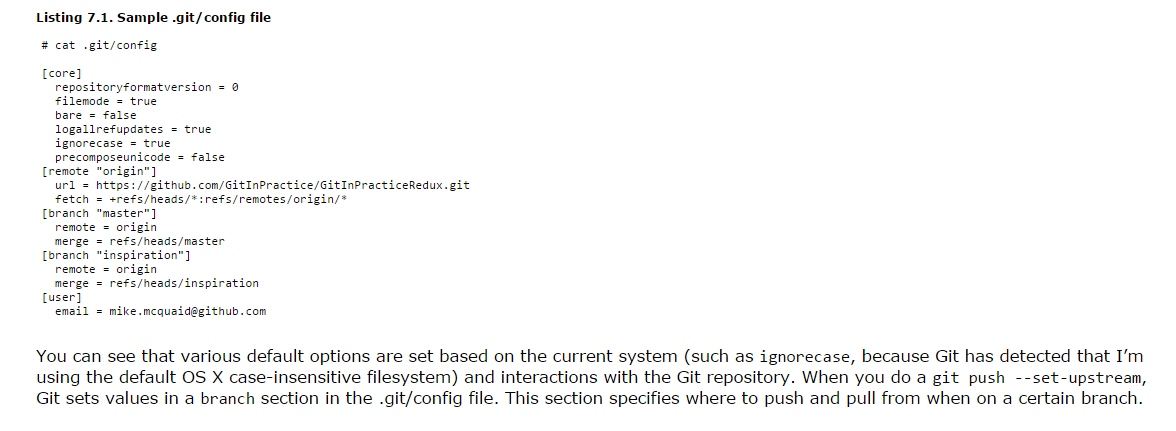 Listing 7.1. Sample .git/config file
# cat .git/config
[core]
repositoryformatversion = 0
filemode = true
bare = false
logallrefupdates = true
ignorecase = true
precomposeunicode = false
[remote "origin"]
url = https://github.com/GitInPractice/GitInPracticeRedux.git
fetch = +refs/heads/*:refs/remotes/origin/*
[branch "master"]
remote = origin
merge = refs/heads/master
[branch "inspiration"]
remote = origin
merge = refs/heads/inspiration
[user]
email = mike.mcquaid@github.com
You can see that various default options are set based on the current system (such as ignorecase, because Git has detected that I’m
using the default OS X case-insensitive filesystem) and interactions with the Git repository. When you do a git push --set-upstream,
Git sets values in a branch section in the .git/config file. This section specifies where to push and pull from when on a certain branch.